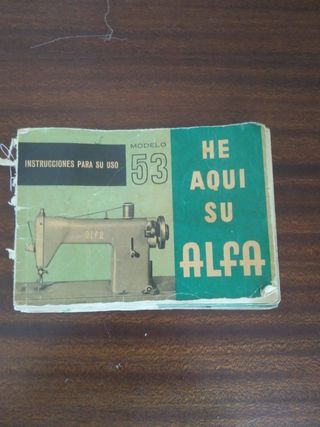 INSTRUCCIONES PARA SU USO
MODELO
53
HE
AQUI
SU
ALFA
ALFA